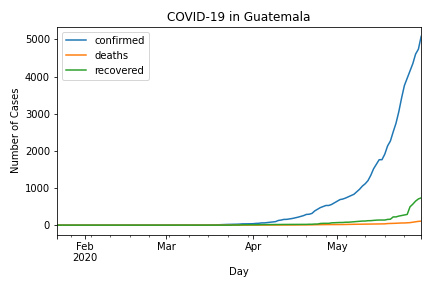 COVID-19 in Guatemala
confirmed
deaths
recovered
Number of Cases
5000
4000
3000
2000
1000
0
Feb
2020
Mar
Apr
May
Day